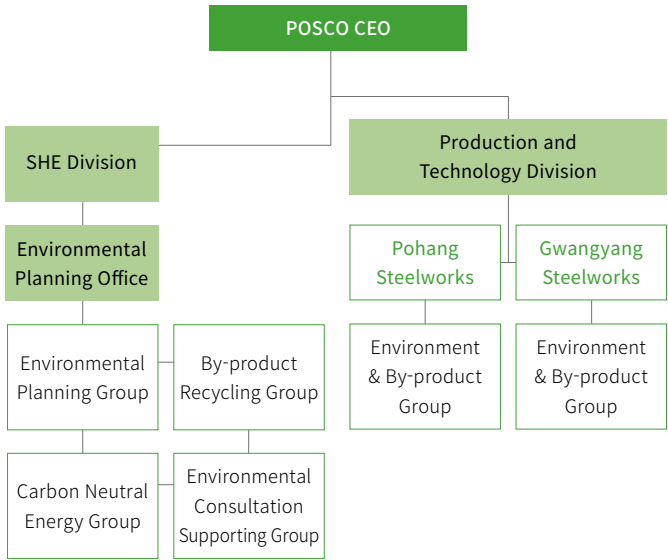 POSCO CEO
SHE Division
Production and
Technology Division
Environmental
Planning Office
Pohang
Steelworks
Gwangyang
Steelworks
Environmental
Planning Group
By-product
Recycling Group
Environment
& By-product
Group
Environment
& By-product
Group
Carbon Neutral
Energy Group
Environmental
Consultation
Supporting Group